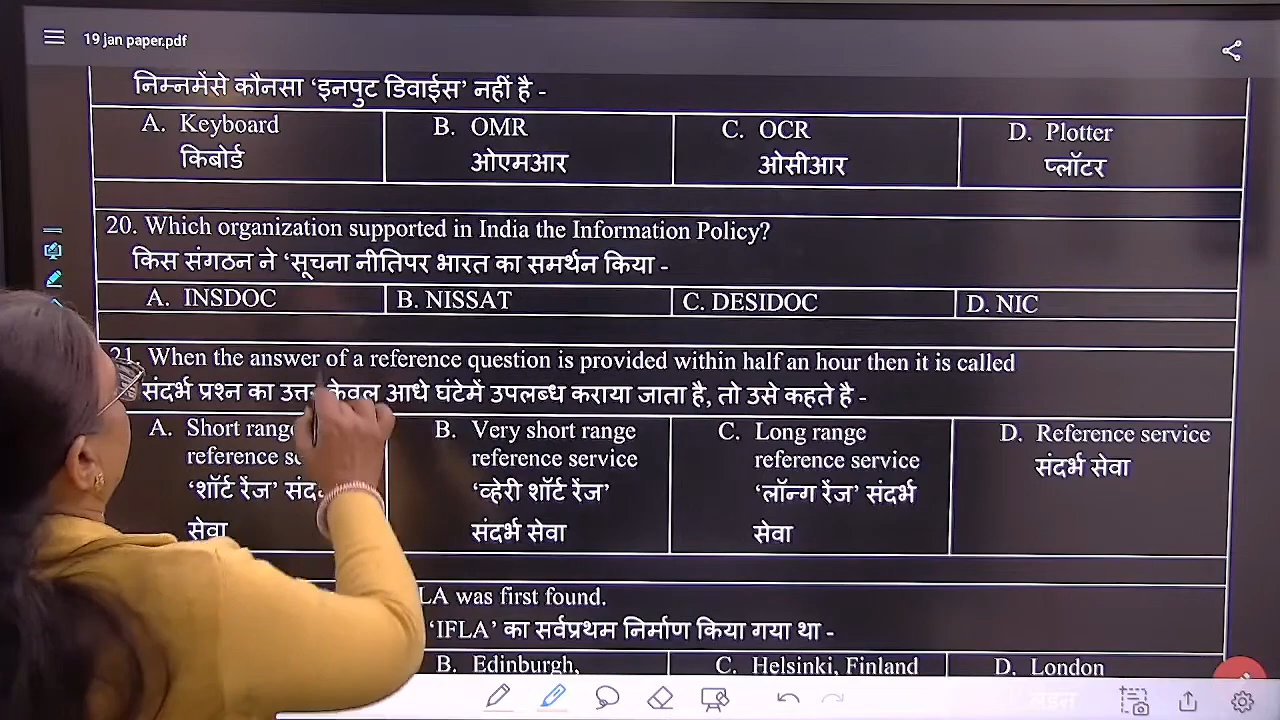 19 jan paper.pdf
निम्नमेंसे कौनसा ‘इनपुट डिवाईस’ नहीं है -
A. Keyboard B. OMR C. OCR D. Plotter
किबोर्ड ओएमआर ओसीआर प्लॉटर
20. Which organization supported in India the Information Policy?
किस संगठन ने ‘सूचना नीतिपर भारत का समर्थन किया -
A. INSDOC B. NISSAT C. DESIDOC D. NIC
21. When the answer of a reference question is provided within half an hour then it is called
संदर्भ प्रश्न का केवल आधे घंटेमें उपलब्ध कराया जाता है, तो उसे कहते है -
A. Short range B. Very short range C. Long range D. Reference service
reference reference service reference service संदर्भ सेवा
‘शॉर्ट रेंज’ ‘व्हेरी शॉर्ट रेंज’ ‘लॉन्ग रेंज’ संदर्भ
सेवा संदर्भ सेवा सेवा
was first found.
‘IFLA’ का सर्वप्रथम निर्माण किया गया था -
B. Edinburgh, C. Helsinki, Finland D. London